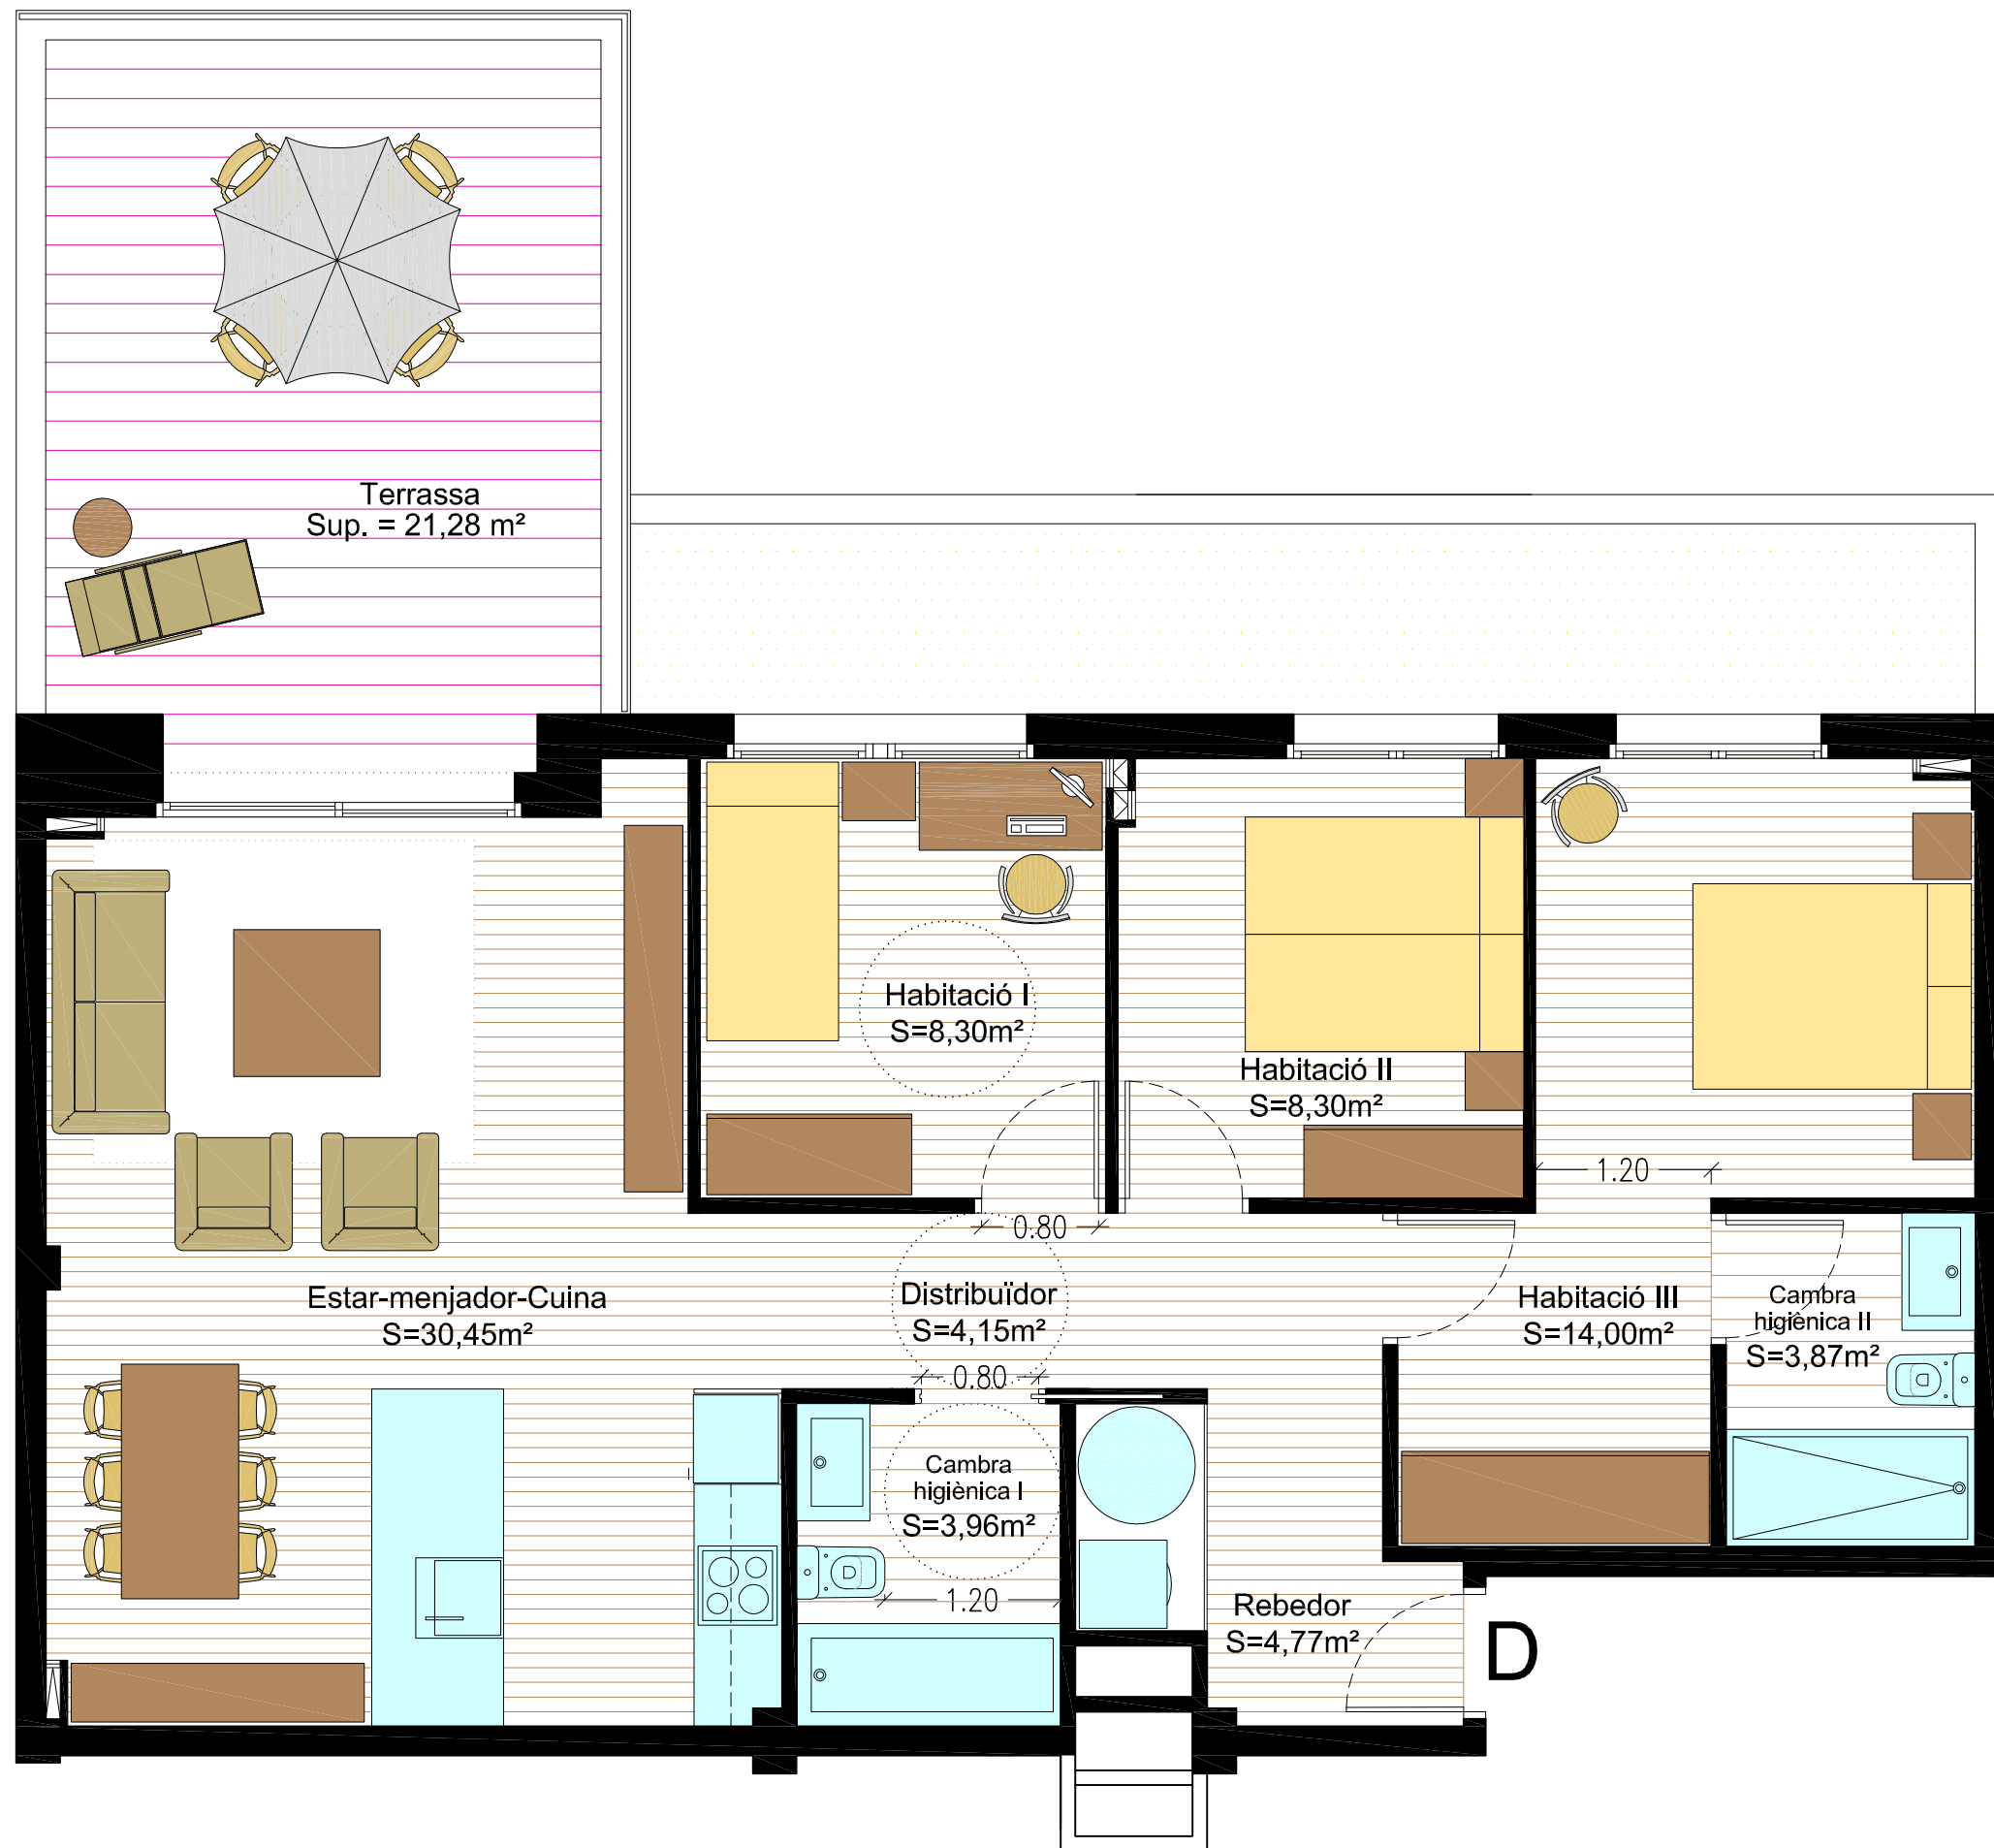 Terrassa
Sup. = 21,28 m²
Habitació I
S=8,30m²
Habitació II
S=8,30m²
1.20
0.80
Estar-menjador-Cuina
S=30,45m²
Distribuïdor
S=4,15m²
Habitació III
S=14,00m²
Cambra
higiènica II
S=3,87m²
0.80
Cambra
higiènica I
S=3,96m²
1.20
Rebedor
S=4,77m²
D